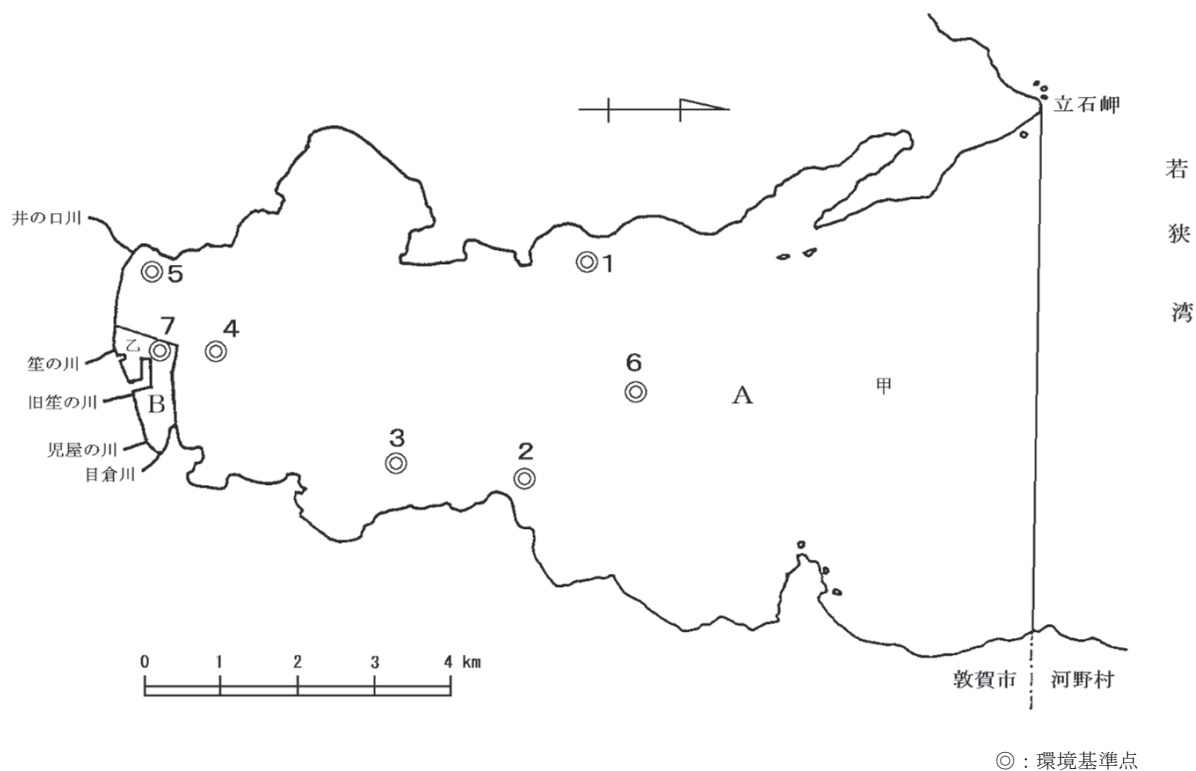 立石岬
若狭湾
井の口川
1
5
7
4
乙
笙の川
6
甲
A
旧笙の川
B
3
2
児屋の川
目倉川
0 1 2 3 4 km
敦賀市
河野村
◎：環境基準点